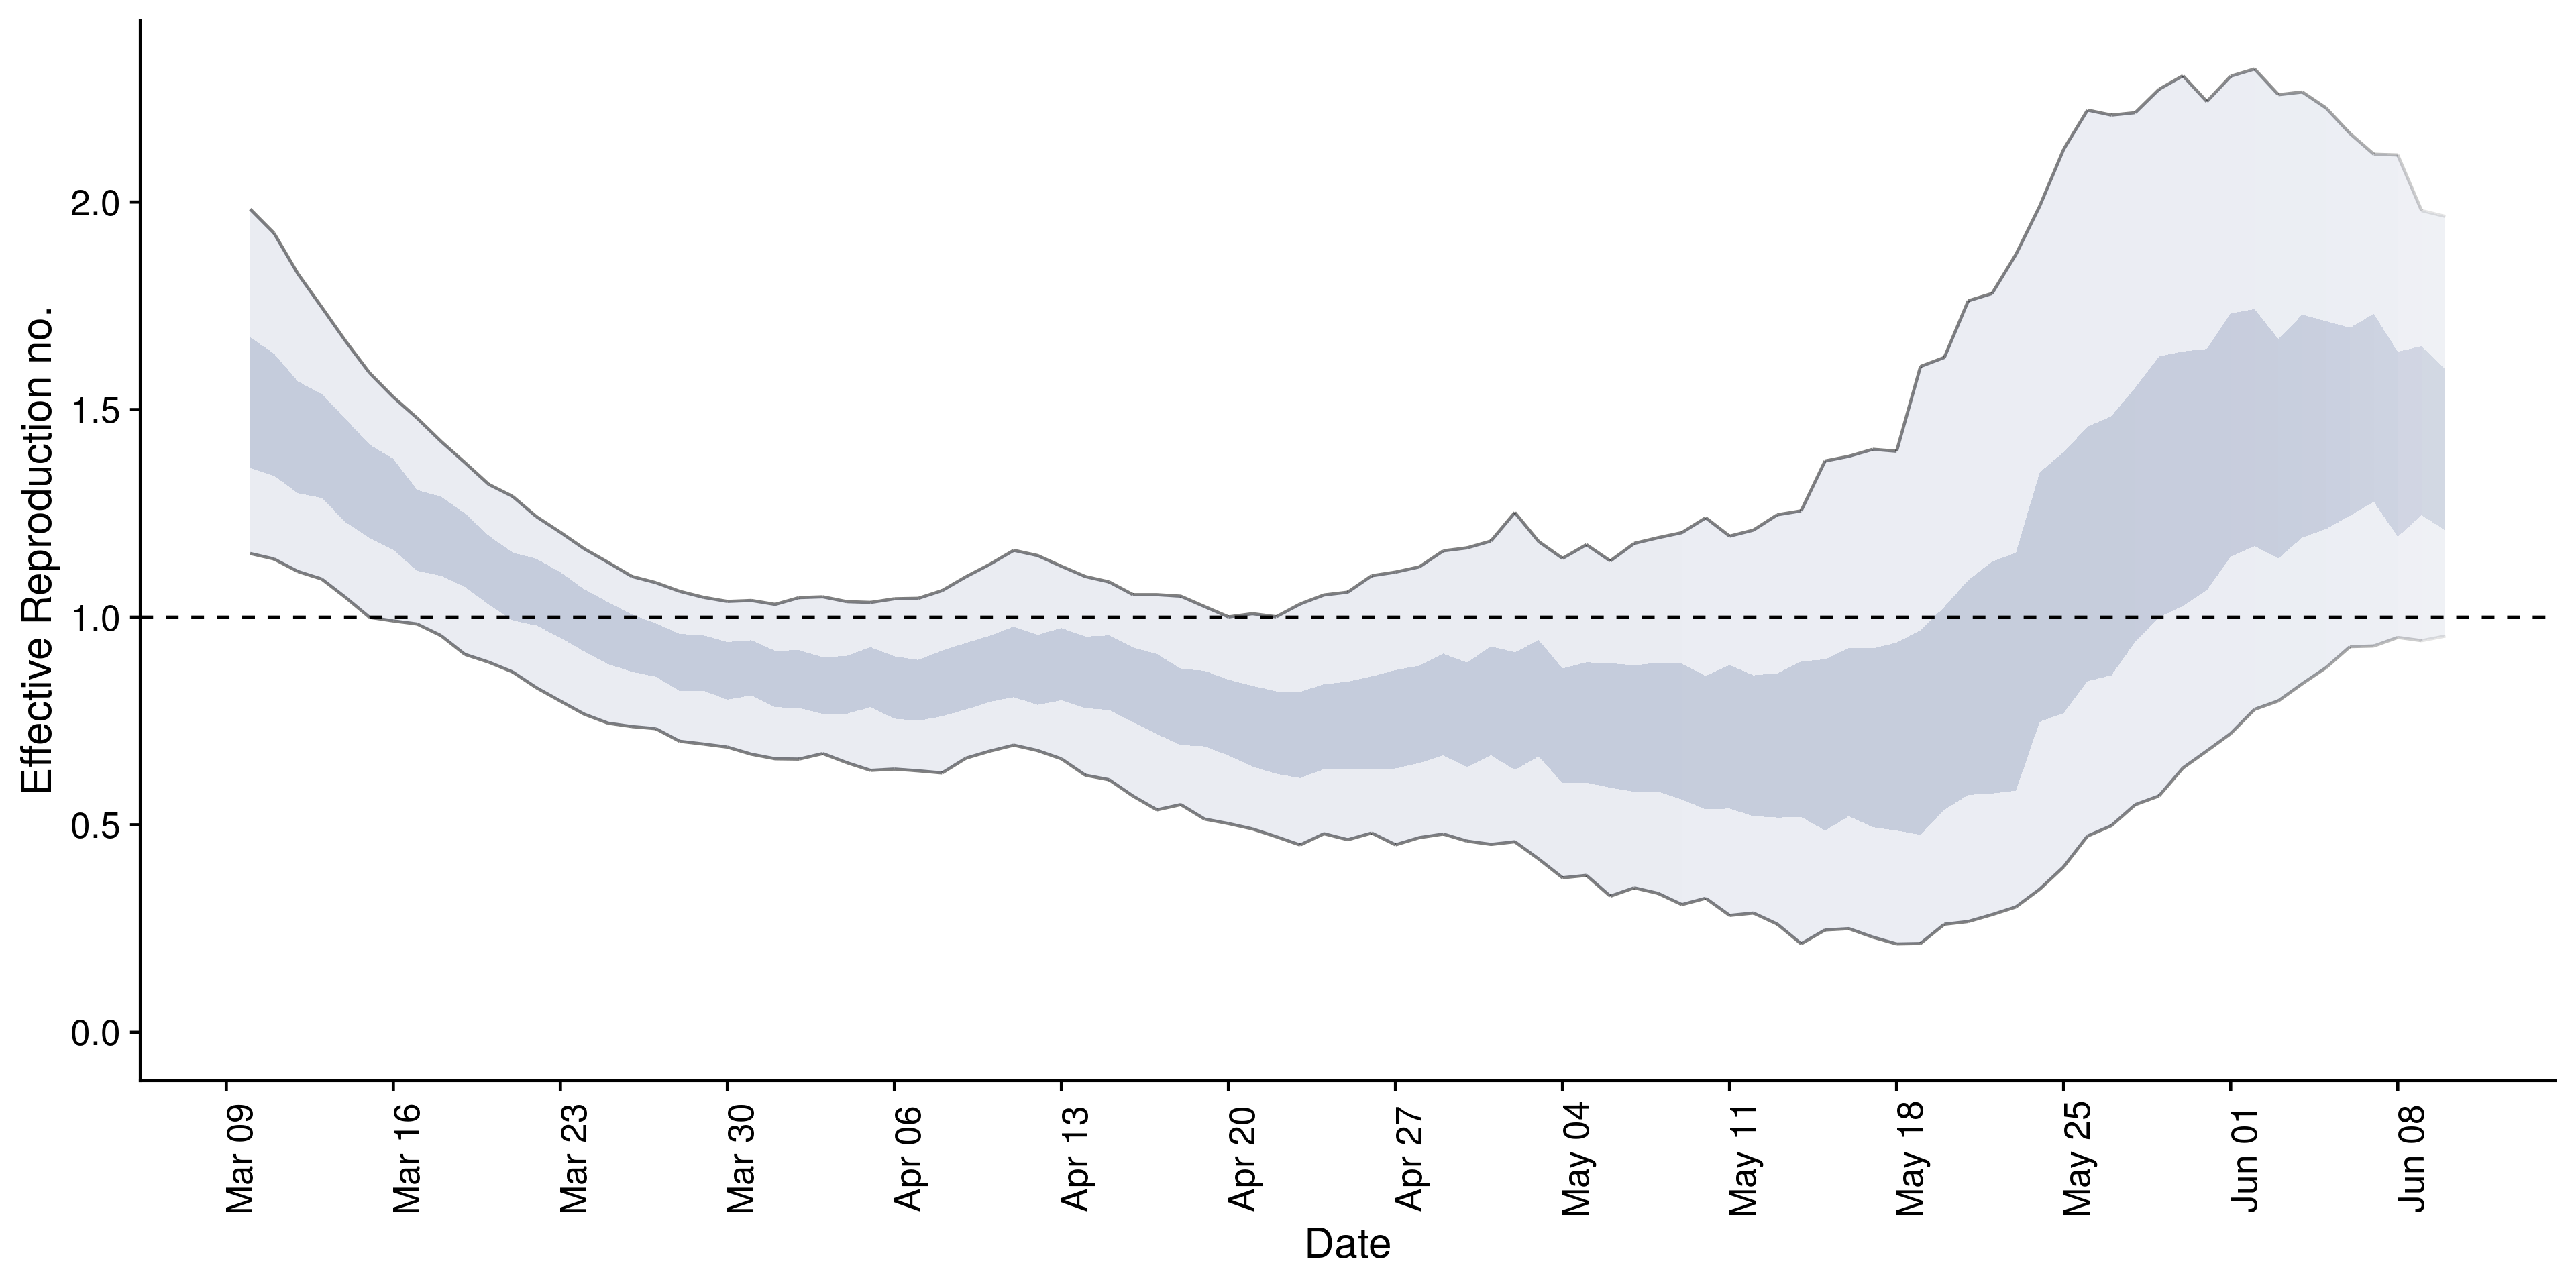 Effective Reproduction no.
2.0
1.5
1.0
0.5
0.0
Mar 09
Mar 16
Mar 23
Mar 30
Apr 06
Apr 13
Apr 20
Apr 27
May 04
May 11
May 18
May 25
Jun 01
Jun 08
Date